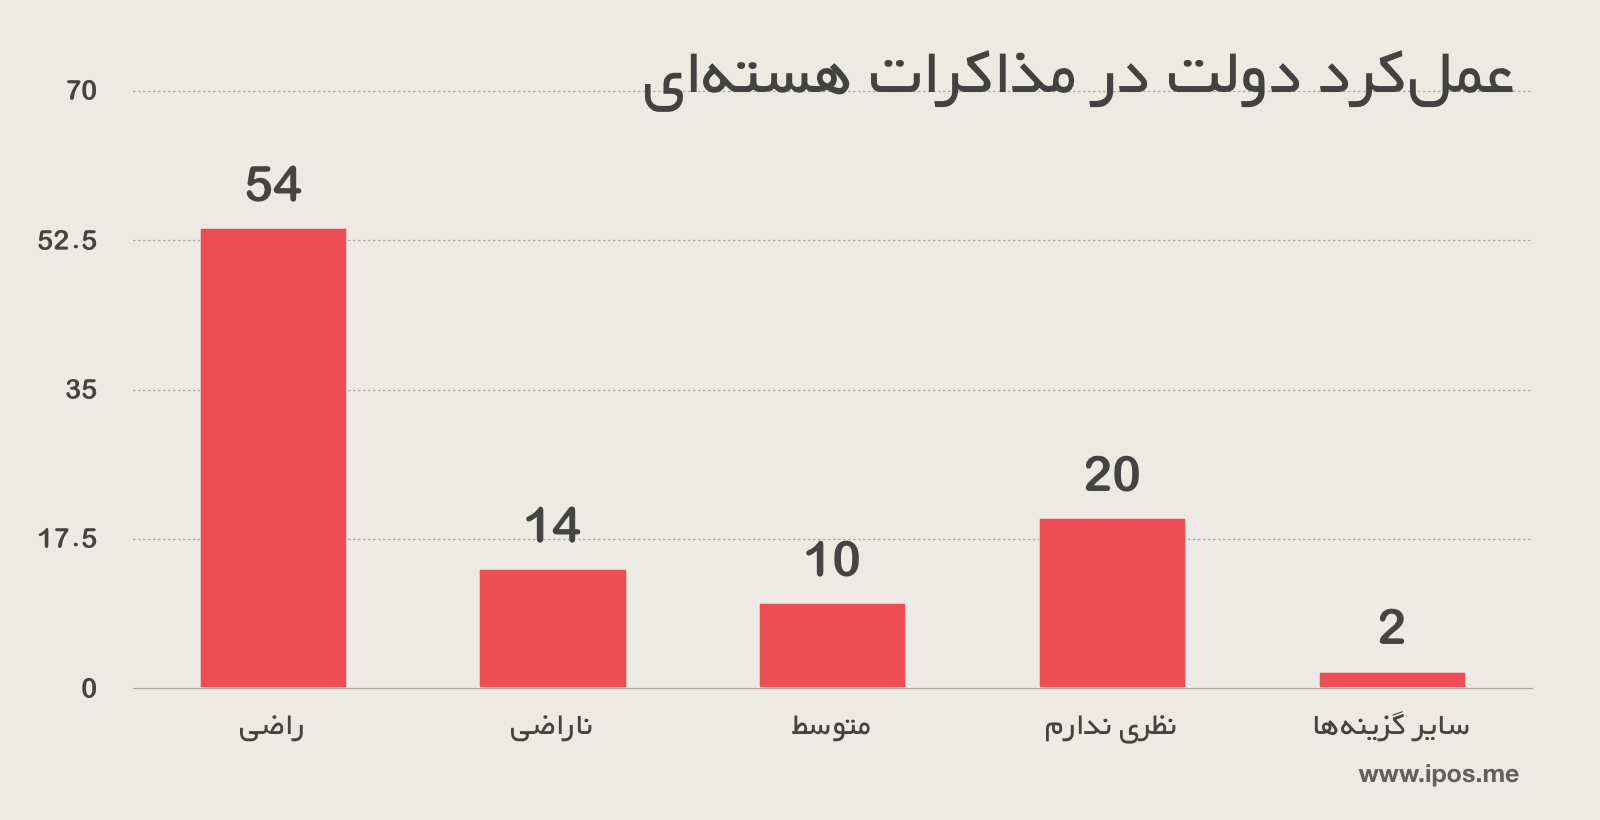 عمل‌کرد دولت در مذاکرات هسته‌ای
70
52.5
35
17.5
0
54
14
10
20
2
راضی
ناراضی
متوسط
نظری ندارم
سایر گزینه‌ها
www.ipos.me